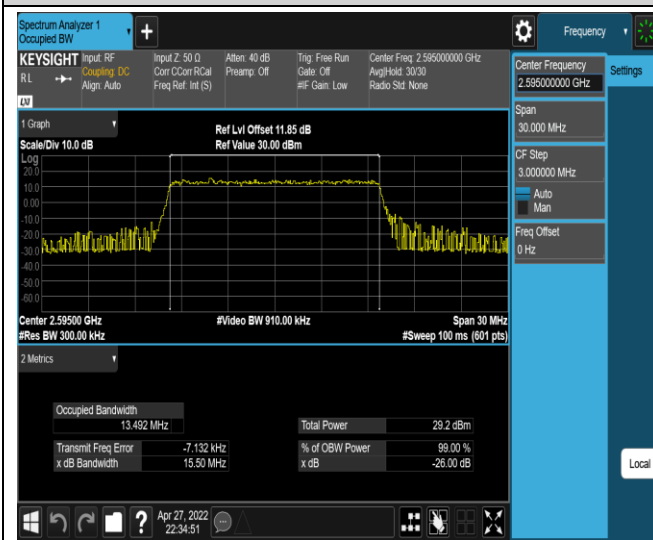 Spectrum Analyzer 1
Occupied BW
+
Frequency
KEYSIGHT
RL
Input: RF
Coupling: DC
Align: Auto
Input Z: 50 Ω
Corr CCorr RCal
Freq Ref: Int (S)
Atten: 40 dB
Preamp: Off
Trig: Free Run
Gate: Off
#IF Gain: Low
Center Freq: 2.595000000 GHz
Avg|Hold: 30/30
Radio Std: None
LXI
Center Frequency
2.595000000 GHz
Settings
Span
30.000 MHz
CF Step
3.000000 MHz
Auto
Man
Freq Offset
0 Hz
Local
1 Graph
Scale/Div 10.0 dB
Ref Lvl Offset 11.85 dB
Ref Value 30.00 dBm
Log
20.0
10.0
0.00
-10.0
-20.0
-30.0
-50.0
-60.0
Center 2.59500 GHz
#Res BW 300.00 kHz
#Video BW 910.00 kHz
Span 30 MHz
#Sweep 100 ms (601 pts)
2 Metrics
Occupied Bandwidth
13.492 MHz
Total Power 29.2 dBm
Transmit Freq Error -7.132 kHz
% of OBW Power 99.00 %
x dB Bandwidth 15.50 MHz
x dB -26.00 dB
?
Apr 27, 2022
22:34:51